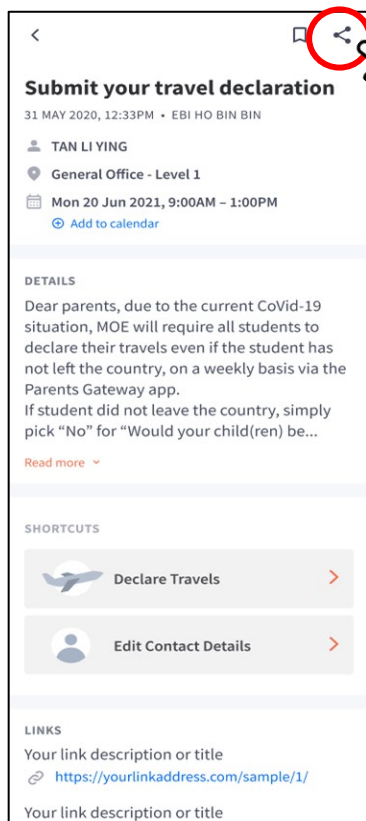 Submit your travel declaration
31 MAY 2020, 12:33PM • EBI HO BIN BIN
TAN LI YING
General Office - Level 1
Mon 20 Jun 2021, 9:00AM – 1:00PM
Add to calendar
DETAILS
Dear parents, due to the current CoVid-19
situation, MOE will require all students to
declare their travels even if the student has
not left the country, on a weekly basis via the
Parents Gateway app.
If student did not leave the country, simply
pick “No” for “Would your child(ren) be...
Read more
SHORTCUTS
Declare Travels
Edit Contact Details
LINKS
Your link description or title
https://yourlinkaddress.com/sample/1/
Your link description or title